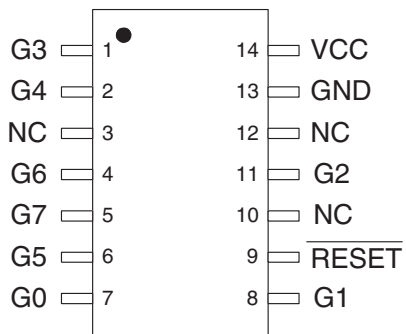 G3 1 14 VCC
G4 2 13 GND
NC 3 12 NC
G6 4 11 G2
G7 5 10 NC
G5 6 9 RESET
G0 7 8 G1